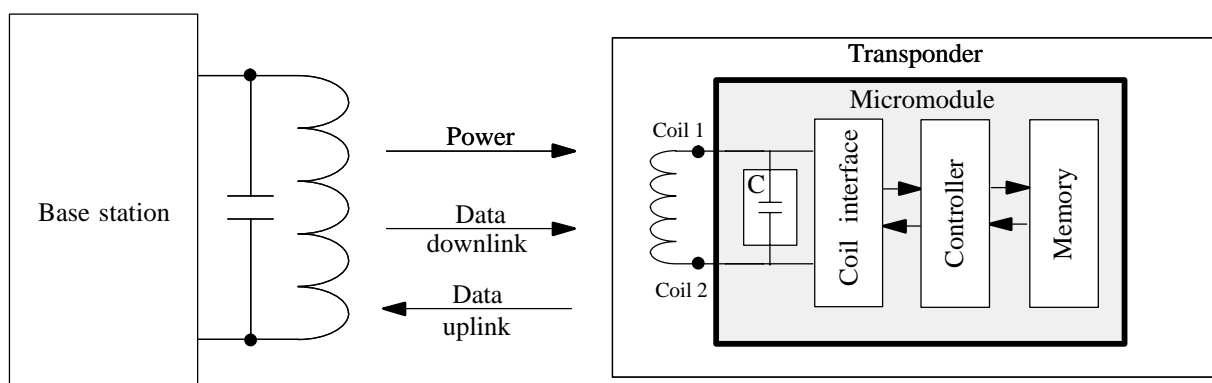 Base station
Power
Data
downlink
Data
uplink
Transponder
Micromodule
Coil 1
C
Coil 2
Coil interface
Controller
Memory